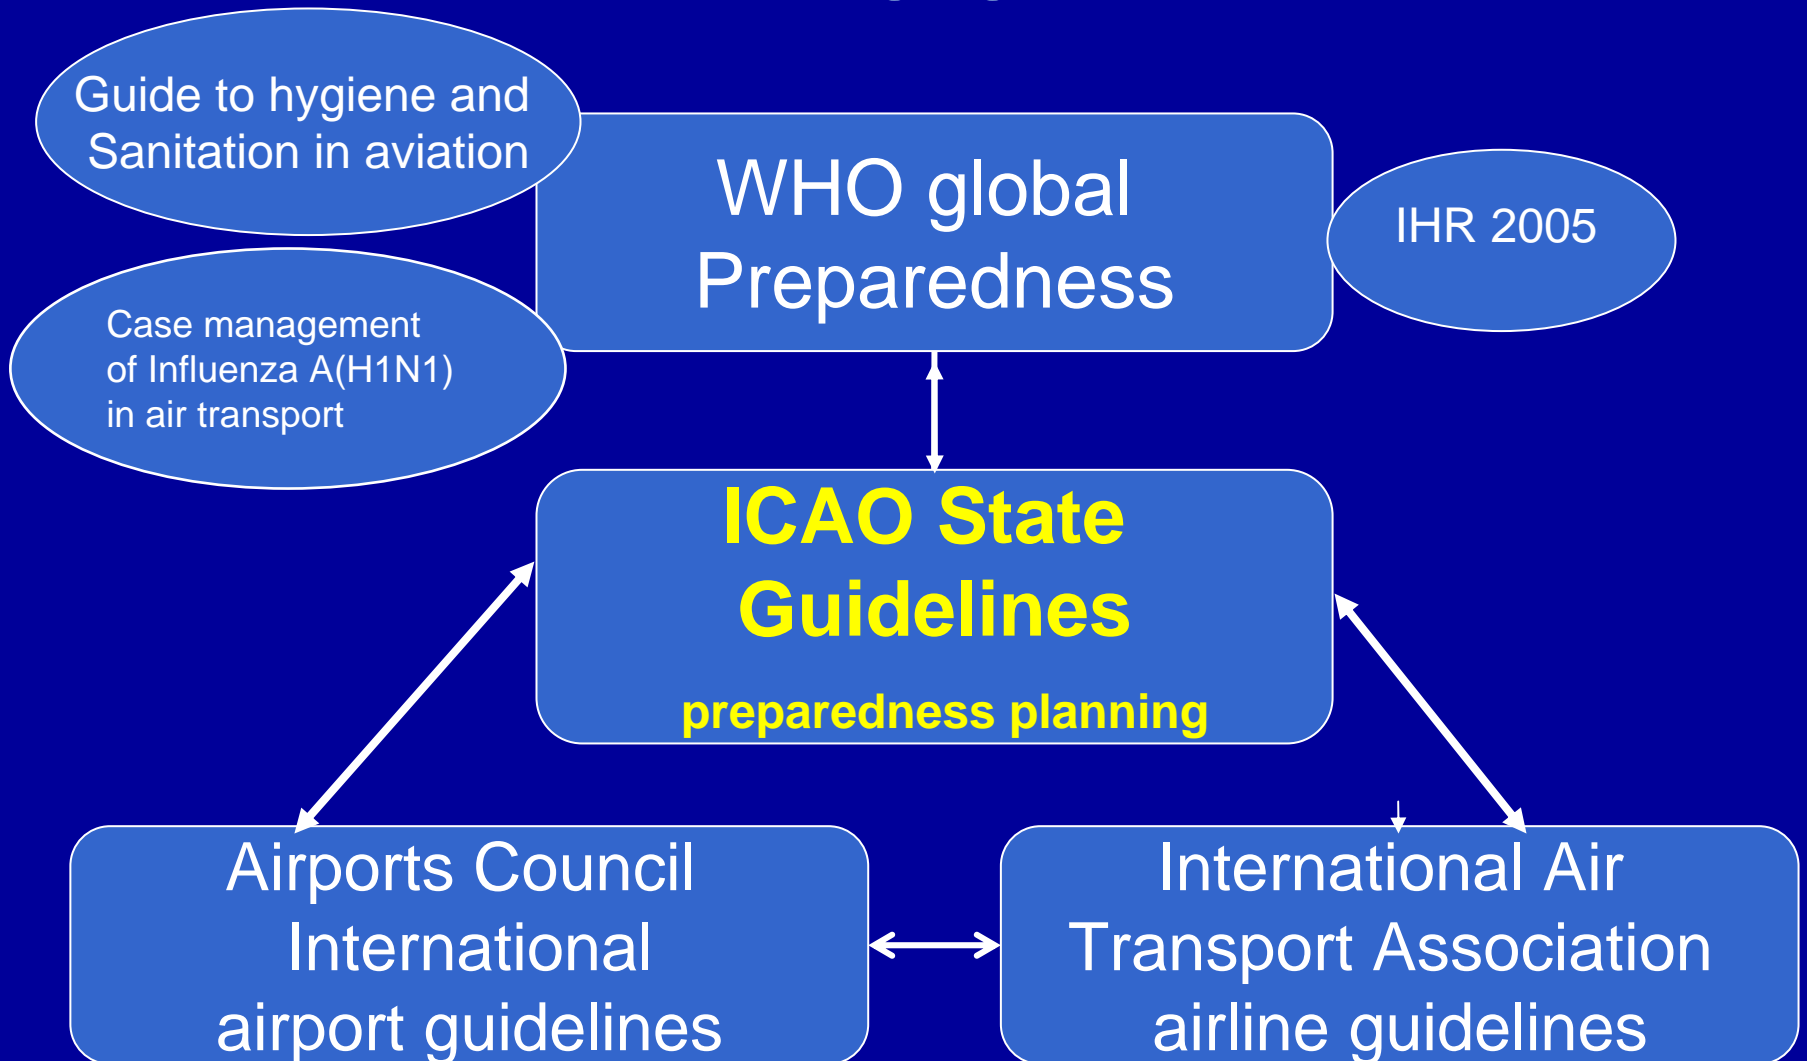 Guide to hygiene and
Sanitation in aviation
WHO global
Preparedness
IHR 2005
Case management
of Influenza A(H1N1)
in air transport
ICAO State
Guidelines
preparedness planning
Airports Council
International
airport guidelines
International Air
Transport Association
airline guidelines